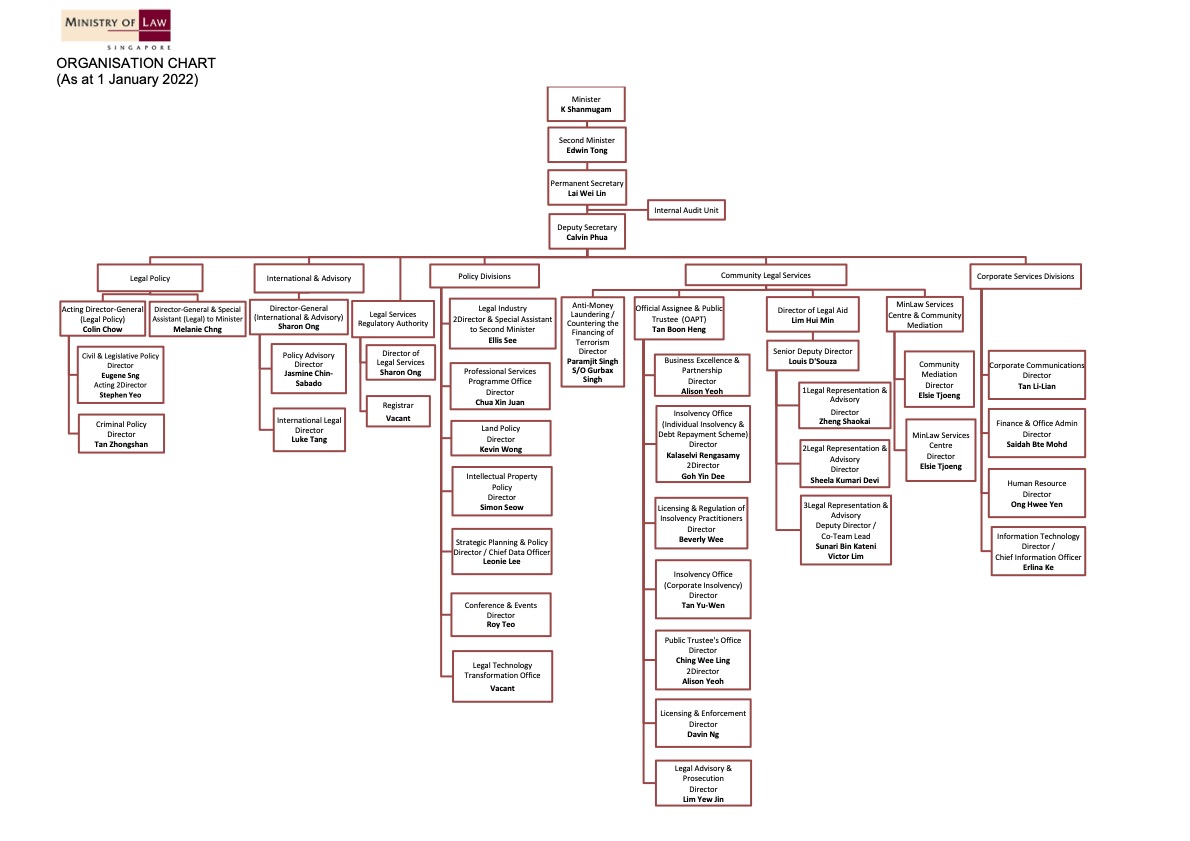 MINISTRY OF LAW
SINGAPORE
ORGANISATION CHART
(As at 1 January 2022)
Minister
K Shanmugam
Second Minister
Edwin Tong
Permanent Secretary
Lai Wei Lin
Internal Audit Unit
Deputy Secretary
Calvin Phua
Legal Policy
Acting Director-General
(Legal Policy)
Colin Chow
Director-General & Special
Assistant (Legal) to Minister
Melanie Chng
Civil & Legislative Policy
Director
Eugene Sng
Acting 2Director
Stephen Yeo
Criminal Policy
Director
Tan Zhongshan
International & Advisory
Director-General
(International & Advisory)
Sharon Ong
Policy Advisory
Director
Jasmine Chin-
Sabado
International Legal
Director
Luke Tang
Legal Services
Regulatory Authority
Director of
Legal Services
Sharon Ong
Registrar
Vacant
Policy Divisions
Legal Industry
2Director & Special Assistant
to Second Minister
Ellis See
Professional Services
Programme Office
Director
Chua Xin Juan
Land Policy
Director
Kevin Wong
Intellectual Property
Policy
Director
Simon Seow
Strategic Planning & Policy
Director / Chief Data Officer
Leonie Lee
Conference & Events
Director
Roy Teo
Legal Technology
Transformation Office
Vacant
Community Legal Services
Anti-Money
Laundering /
Countering the
Financing of
Terrorism
Director
Paramjit Singh
S/O Gurbax
Singh
Official Assignee & Public
Trustee (OAPT)
Tan Boon Heng
Business Excellence &
Partnership
Director
Alison Yeoh
Insolvency Office
(Individual Insolvency &
Debt Repayment Scheme)
Director
Kalaselvi Rengasamy
2Director
Goh Yin Dee
Licensing & Regulation of
Insolvency Practitioners
Director
Beverly Wee
Insolvency Office
(Corporate Insolvency)
Director
Tan Yu-Wen
Public Trustee's Office
Director
Ching Wee Ling
2Director
Alison Yeoh
Licensing & Enforcement
Director
Davin Ng
Legal Advisory &
Prosecution
Director
Lim Yew Jin
Director of Legal Aid
Lim Hui Min
Senior Deputy Director
Louis D'Souza
1Legal Representation &
Advisory
Director
Zheng Shaokai
2Legal Representation &
Advisory
Director
Sheela Kumari Devi
3Legal Representation &
Advisory
Deputy Director /
Co-Team Lead
Sunari Bin Kateni
Victor Lim
MinLaw Services
Centre & Community
Mediation
Community
Mediation
Director
Elsie Tjoeng
MinLaw Services
Centre
Director
Elsie Tjoeng
Corporate Services Divisions
Corporate Communications
Director
Tan Li-Lian
Finance & Office Admin
Director
Saidah Bte Mohd
Human Resource
Director
Ong Hwee Yen
Information Technology
Director /
Chief Information Officer
Erlina Ke